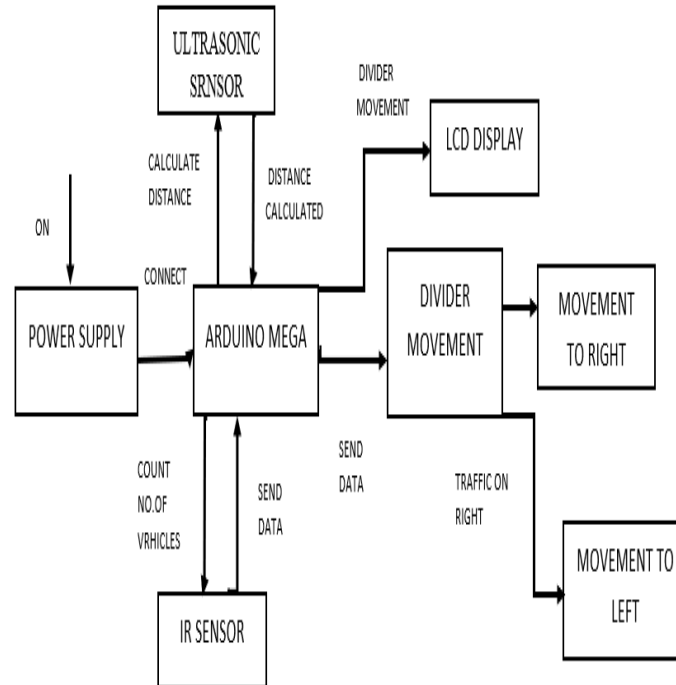 ULTRASONIC
SRNSOR
DIVIDER
MOVEMENT
LCD DISPLAY
CALCULATE
DISTANCE
DISTANCE
CALCULATED
ON
CONNECT
POWER SUPPLY
ARDUINO MEGA
DIVIDER
MOVEMENT
MOVEMENT
TO RIGHT
COUNT
NO.OF
VRHICLES
SEND
DATA
SEND
DATA
TRAFFIC ON
RIGHT
MOVEMENT TO
LEFT
IR SENSOR